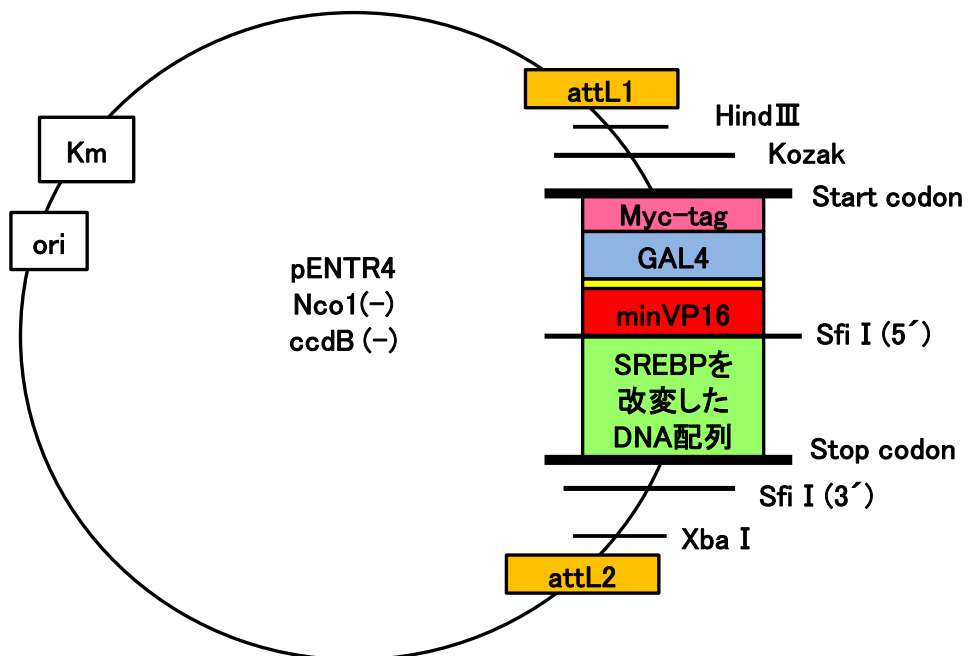 attL1
HindⅢ
Kozak
Km
Start codon
Myc-tag
ori
GAL4
pENTR4
Nco1(-)
ccdB (-)
minVP16
Sfi Ⅰ (5´)
SREBPを
改変した
DNA配列
Stop codon
Sfi Ⅰ (3´)
Xba Ⅰ
attL2